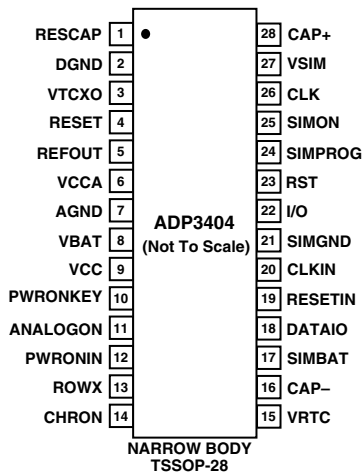 RESCAP 1 28 CAP+
DGND 2 27 VSIM
VTCXO 3 26 CLK
RESET 4 25 SIMON
REFOUT 5 24 SIMPROG
VCCA 6 23 RST
AGND 7 22 I/O
VBAT 8 21 SIMGND
VCC 9 20 CLKIN
PWRONKEY 10 19 RESETIN
ANALOGON 11 18 DATAIO
PWRONIN 12 17 SIMBAT
ROWX 13 16 CAP–
CHRON 14 15 VRTC
ADP3404
(Not To Scale)
NARROW BODY
TSSOP-28